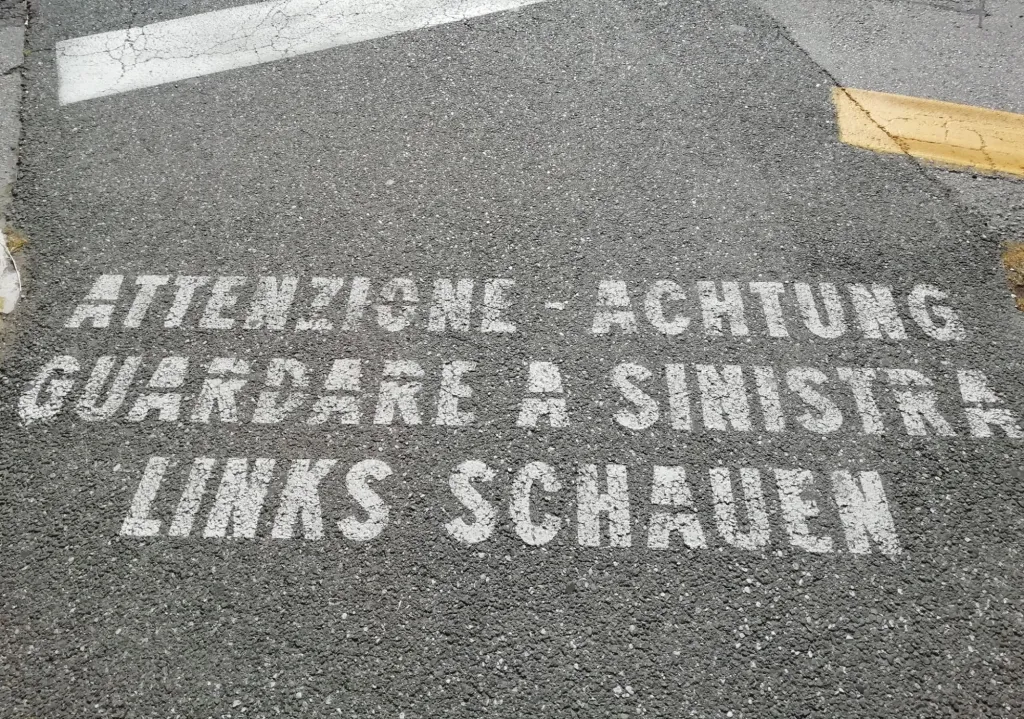 ATTENZIONE - ACHTUNG
GUARDARE A SINISTRA
LINKS SCHAUEN